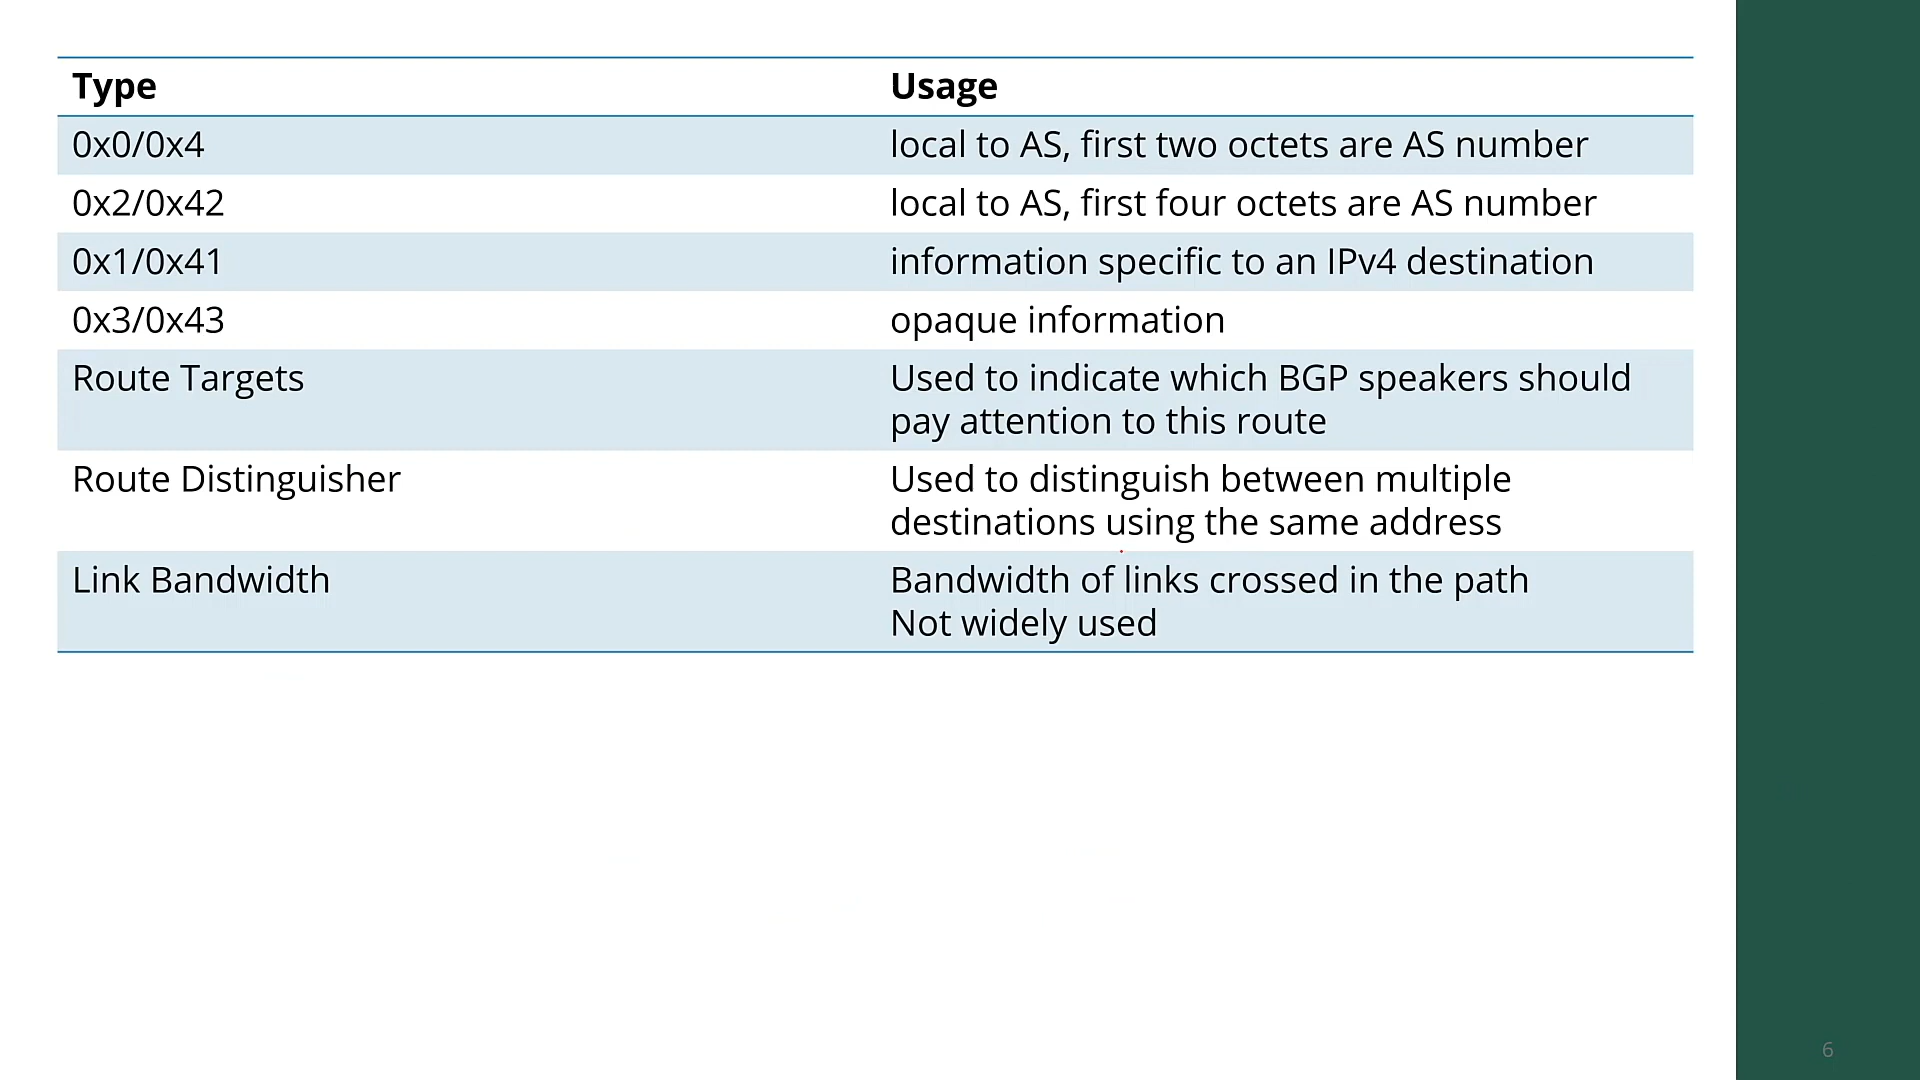 Type Usage
0x0/0x4 local to AS, first two octets are AS number
0x2/0x42 local to AS, first four octets are AS number
0x1/0x41 information specific to an IPv4 destination
0x3/0x43 opaque information
Route Targets Used to indicate which BGP speakers should
pay attention to this route
Route Distinguisher Used to distinguish between multiple
destinations using the same address
Link Bandwidth Bandwidth of links crossed in the path
Not widely used
6